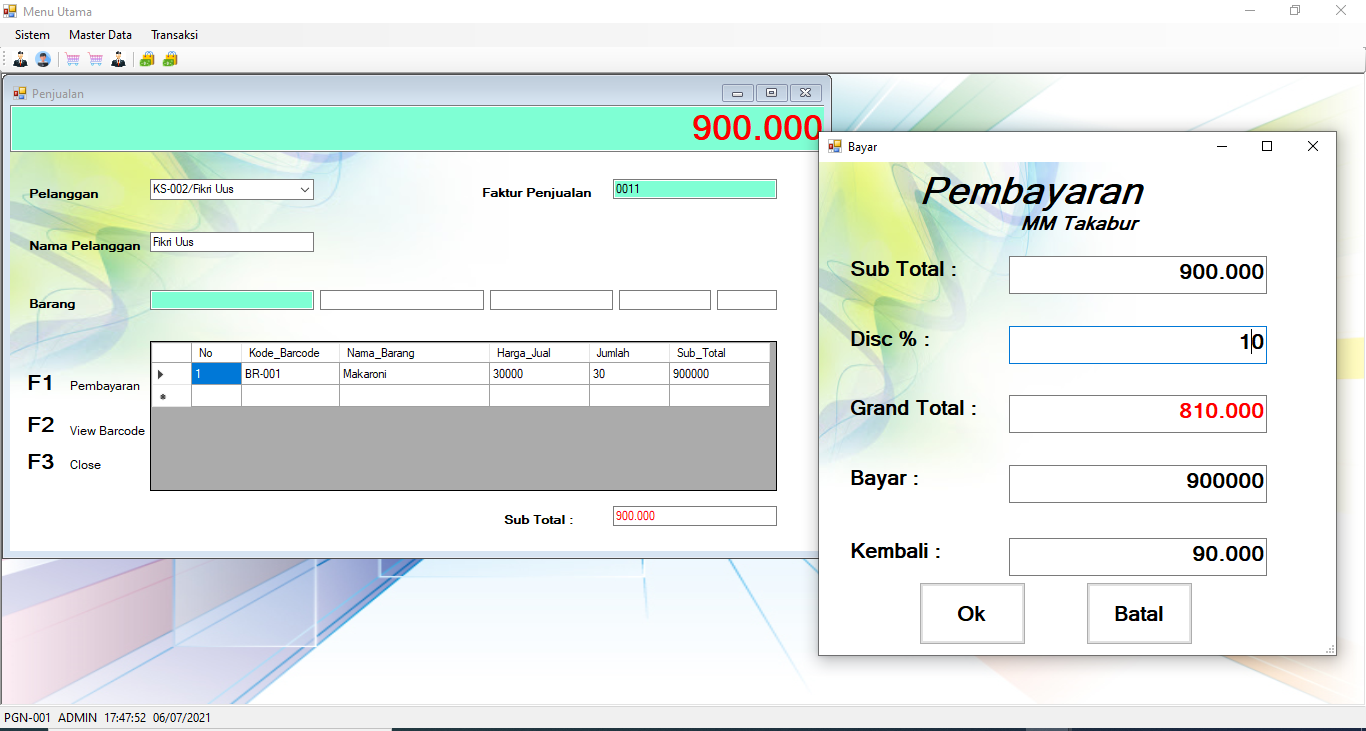 Menu Utama
Sistem Master Data Transaksi
Penjualan
900.000
Pelanggan KS-002/Fikri Uus Faktur Penjualan 0011
Nama Pelanggan Fikri Uus
Barang
No Kode_Barcode Nama_Barang Harga_Jual Jumlah Sub_Total
1 BR-001 Makaroni 30000 30 900000
F1 Pembayaran
F2 View Barcode
F3 Close
Sub Total : 900.000
Bayar
Pembayaran
MM Takabur
Sub Total : 900.000
Disc % : 10
Grand Total : 810.000
Bayar : 900000
Kembali : 90.000
Ok Batal
PGN-001 ADMIN 17:47:52 06/07/2021